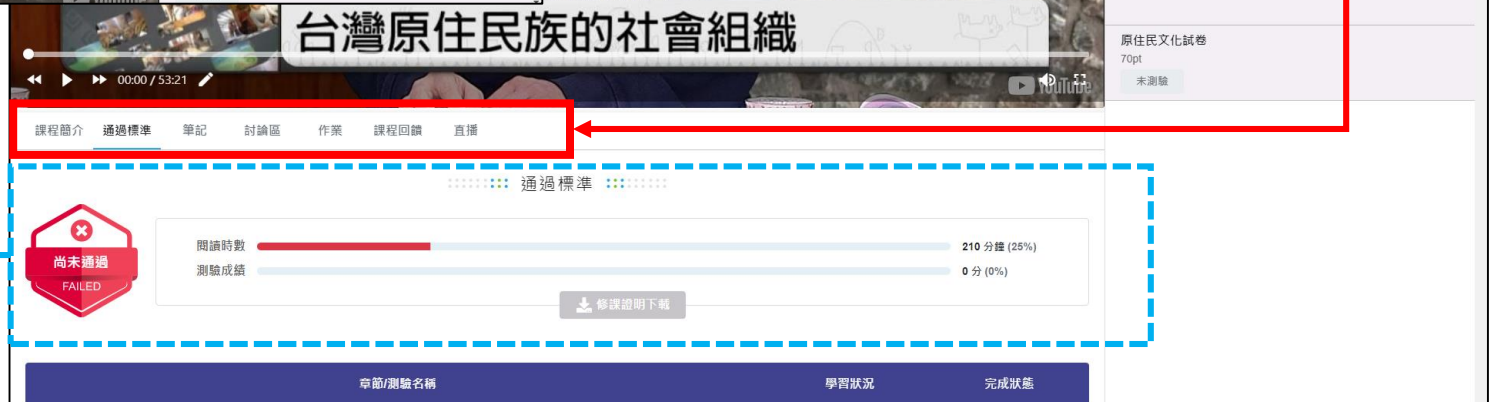 台灣原住民族的社會組織
00:00 / 53:21
YouTube
原住民文化試卷
70pt
未測驗
課程簡介 通過標準 筆記 討論區 作業 課程回饋 直播
通過標準
尚未通過
FAILED
閱讀時數 210 分鐘 (25%)
測驗成績 0 分 (0%)
修課證明下載
章節/測驗名稱 學習狀況 完成狀態